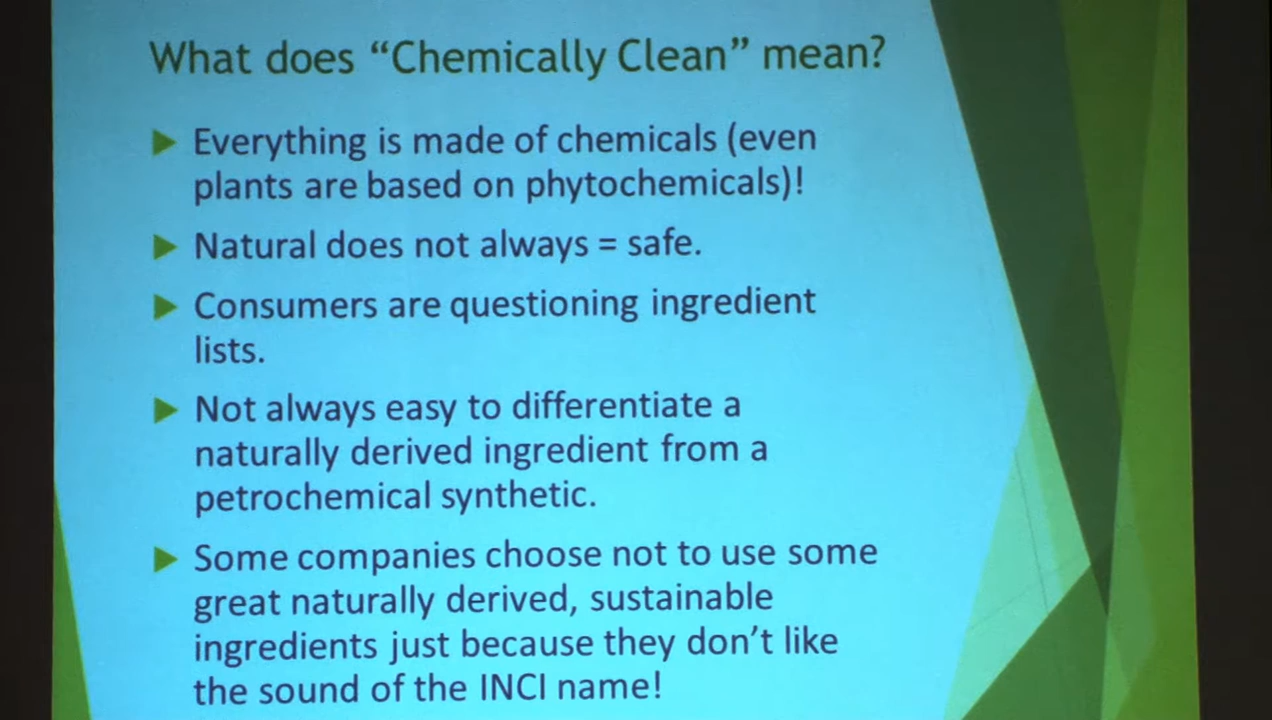 What does “Chemically Clean” mean?
Everything is made of chemicals (even
plants are based on phytochemicals)!
Natural does not always = safe.
Consumers are questioning ingredient
lists.
Not always easy to differentiate a
naturally derived ingredient from a
petrochemical synthetic.
Some companies choose not to use some
great naturally derived, sustainable
ingredients just because they don’t like
the sound of the INCI name!